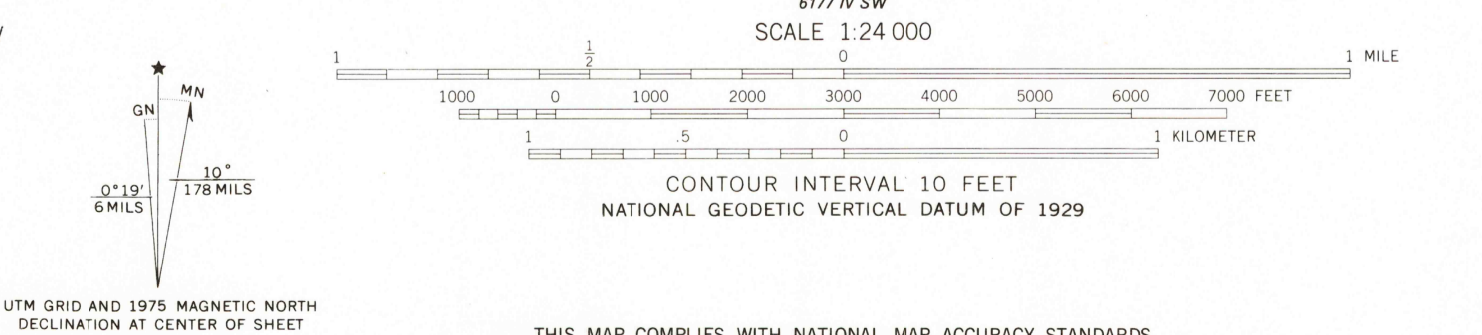 6177 IV SW
SCALE 1:24 000
1 1/2 0 1 MILE
1000 0 1000 2000 3000 4000 5000 6000 7000 FEET
1 .5 0 1 KILOMETER
CONTOUR INTERVAL 10 FEET
NATIONAL GEODETIC VERTICAL DATUM OF 1929
★
GN MN
0°19'
6 MILS
10°
178 MILS
UTM GRID AND 1975 MAGNETIC NORTH
DECLINATION AT CENTER OF SHEET
THIS MAP COMPLIES WITH NATIONAL MAP ACCURACY STANDARDS